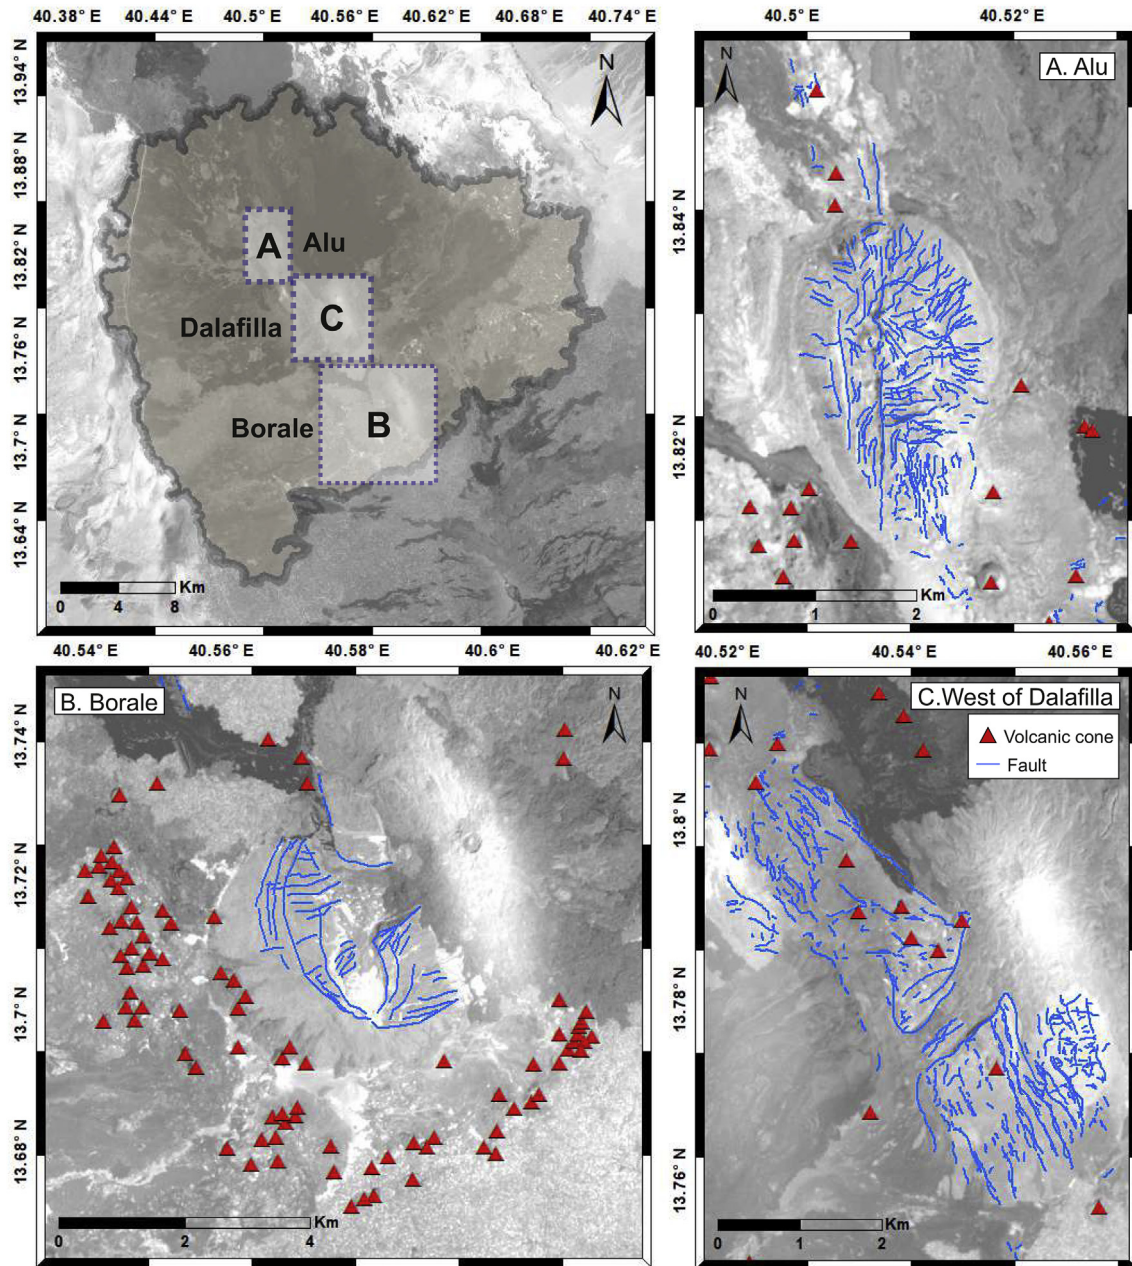 40.38° E 40.44° E 40.5° E 40.56° E 40.62° E 40.68° E 40.74° E
13.94° N
13.88° N
13.82° N
13.76° N
13.7° N
13.64° N
N
A
Alu
C
Dalafilla
B
Borale
Km
0 4 8
40.5° E 40.52° E
A. Alu
N
13.84° N
13.82° N
Km
0 1 2
40.54° E 40.56° E 40.58° E 40.6° E 40.62° E
B. Borale
N
13.74° N
13.72° N
13.7° N
13.68° N
Km
0 2 4
40.52° E 40.54° E 40.56° E
C.West of Dalafilla
N
Volcanic cone
Fault
13.8° N
13.78° N
13.76° N
Km
0 1 2